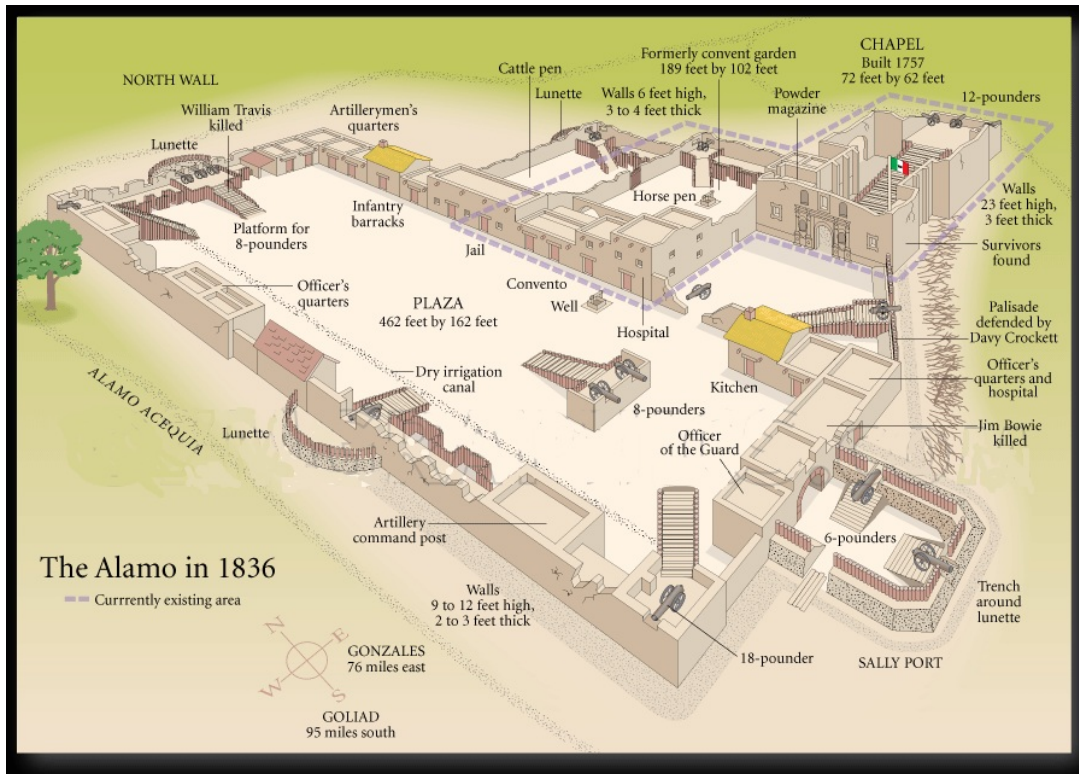 CHAPEL
Built 1757
72 feet by 62 feet
Formerly convent garden
189 feet by 102 feet
Cattle pen
NORTH WALL
Lunette
Walls 6 feet high,
3 to 4 feet thick
Powder
magazine
12-pounders
William Travis
killed
Artillerymen's
quarters
Lunette
Walls
23 feet high,
3 feet thick
Horse pen
Infantry
barracks
Platform for
8-pounders
Jail
Survivors
found
Officer's
quarters
Convento
PLAZA
462 feet by 162 feet
Well
Hospital
Palisade
defended by
Davy Crockett
Dry irrigation
canal
Kitchen
Officer's
quarters and
hospital
ALAMO ACEQUIA
8-pounders
Lunette
Officer
of the Guard
Jim Bowie
killed
Artillery
command post
6-pounders
The Alamo in 1836
Currrently existing area
Walls
9 to 12 feet high,
2 to 3 feet thick
Trench
around
lunette
N
E
W
S
GONZALES
76 miles east
18-pounder
SALLY PORT
GOLIAD
95 miles south